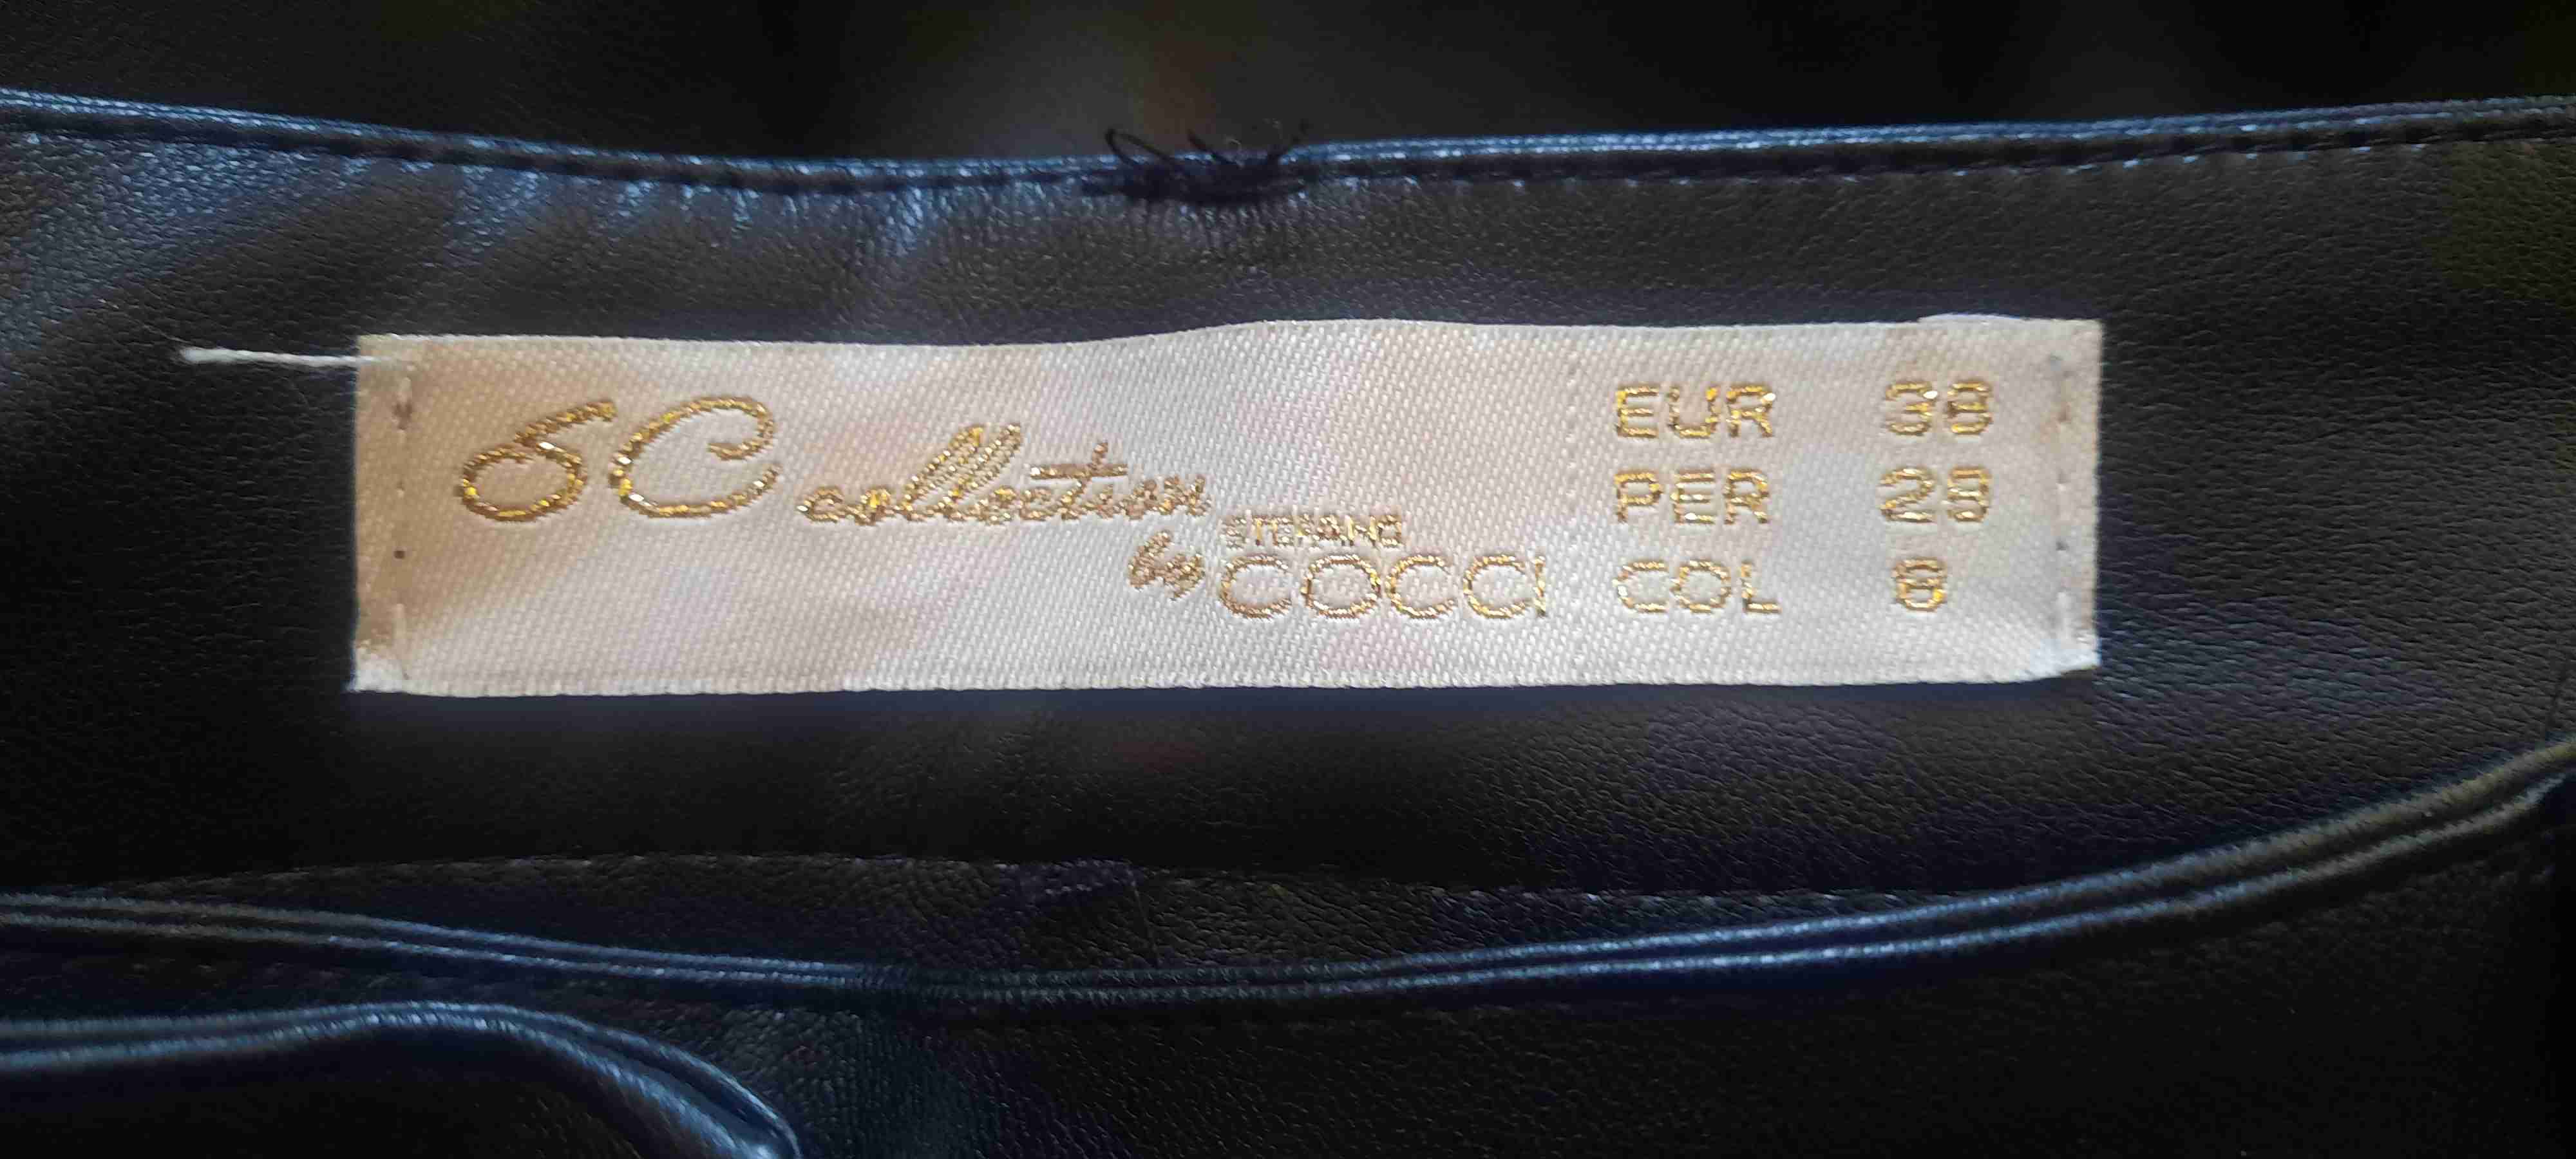 SC collection
by STEFANO COCCI
EUR 38
PER 28
COL 8